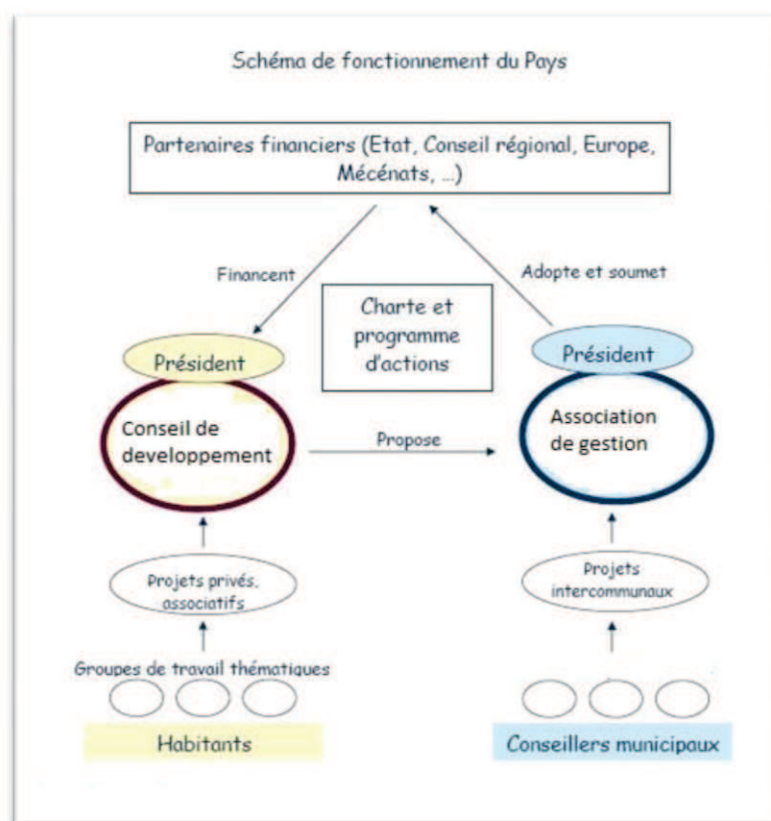 Schéma de fonctionnement du Pays
Partenaires financiers (Etat, Conseil régional, Europe,
Mécénats, ...)
Financent
Adopte et soumet
Charte et
programme
d'actions
Président
Président
Conseil de
developpement
Propose
Association
de gestion
Projets privés,
associatifs
Projets
intercommunaux
Groupes de travail thématiques
Habitants
Conseillers municipaux